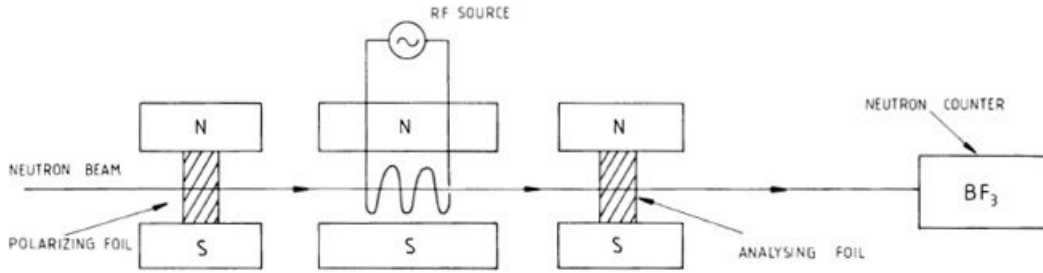 RF SOURCE
N
N
N
NEUTRON COUNTER
NEUTRON BEAM
BF₃
POLARIZING FOIL
S
S
S
ANALYSING FOIL